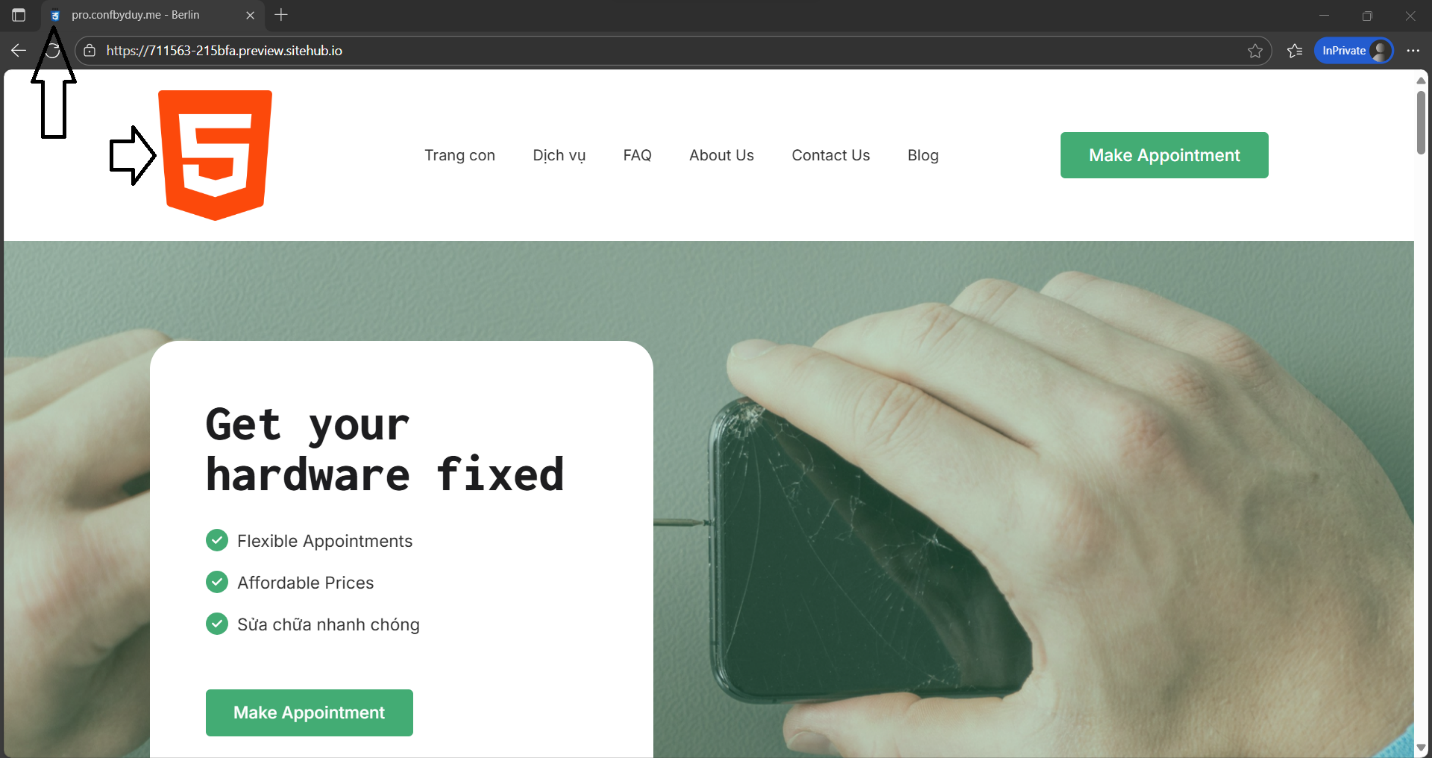 pro.confbyduy.me - Berlin
https://711563-215bfa.preview.sitehub.io
InPrivate
5
Trang con
Dịch vụ
FAQ
About Us
Contact Us
Blog
Make Appointment
Get your
hardware fixed
Flexible Appointments
Affordable Prices
Sửa chữa nhanh chóng
Make Appointment